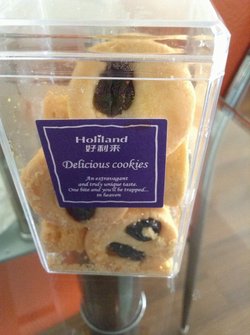 Holiland
好利来
Delicious cookies
An extravagant
and truly unique taste.
One bite and you'll be trapped...
in heaven